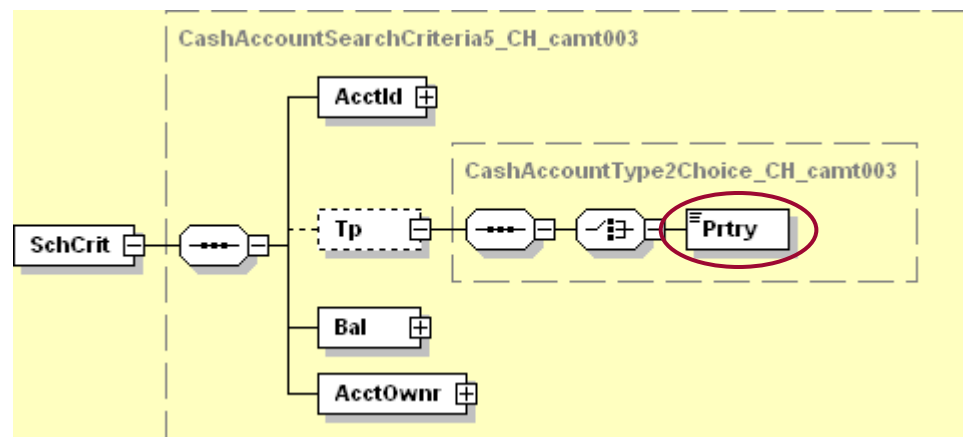 CashAccountSearchCriteria5_CH_camt003
AcctId
CashAccountType2Choice_CH_camt003
SchCrit
Tp
Prtry
Bal
AcctOwnr